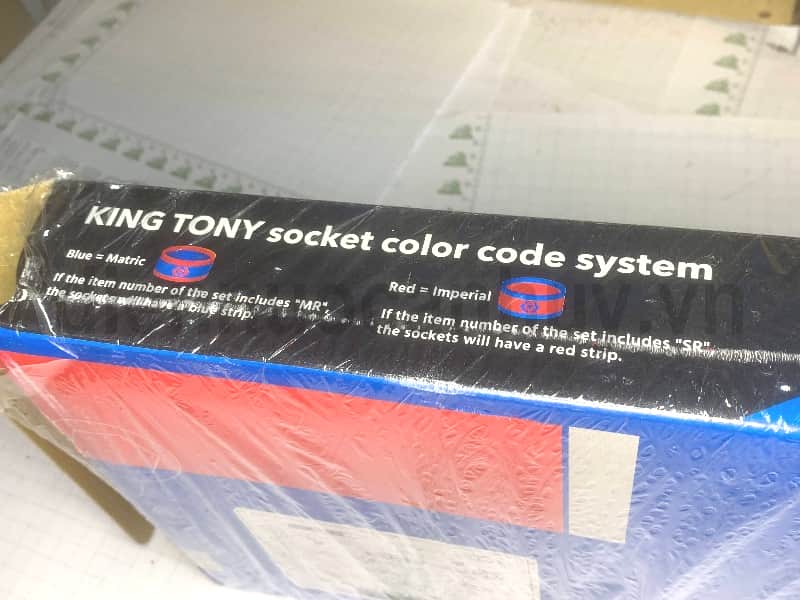 KING TONY socket color code system
Blue = Matric
If the item number of the set includes "MR",
the sockets will have a blue strip.
Red = Imperial
If the item number of the set includes "SR",
the sockets will have a red strip.